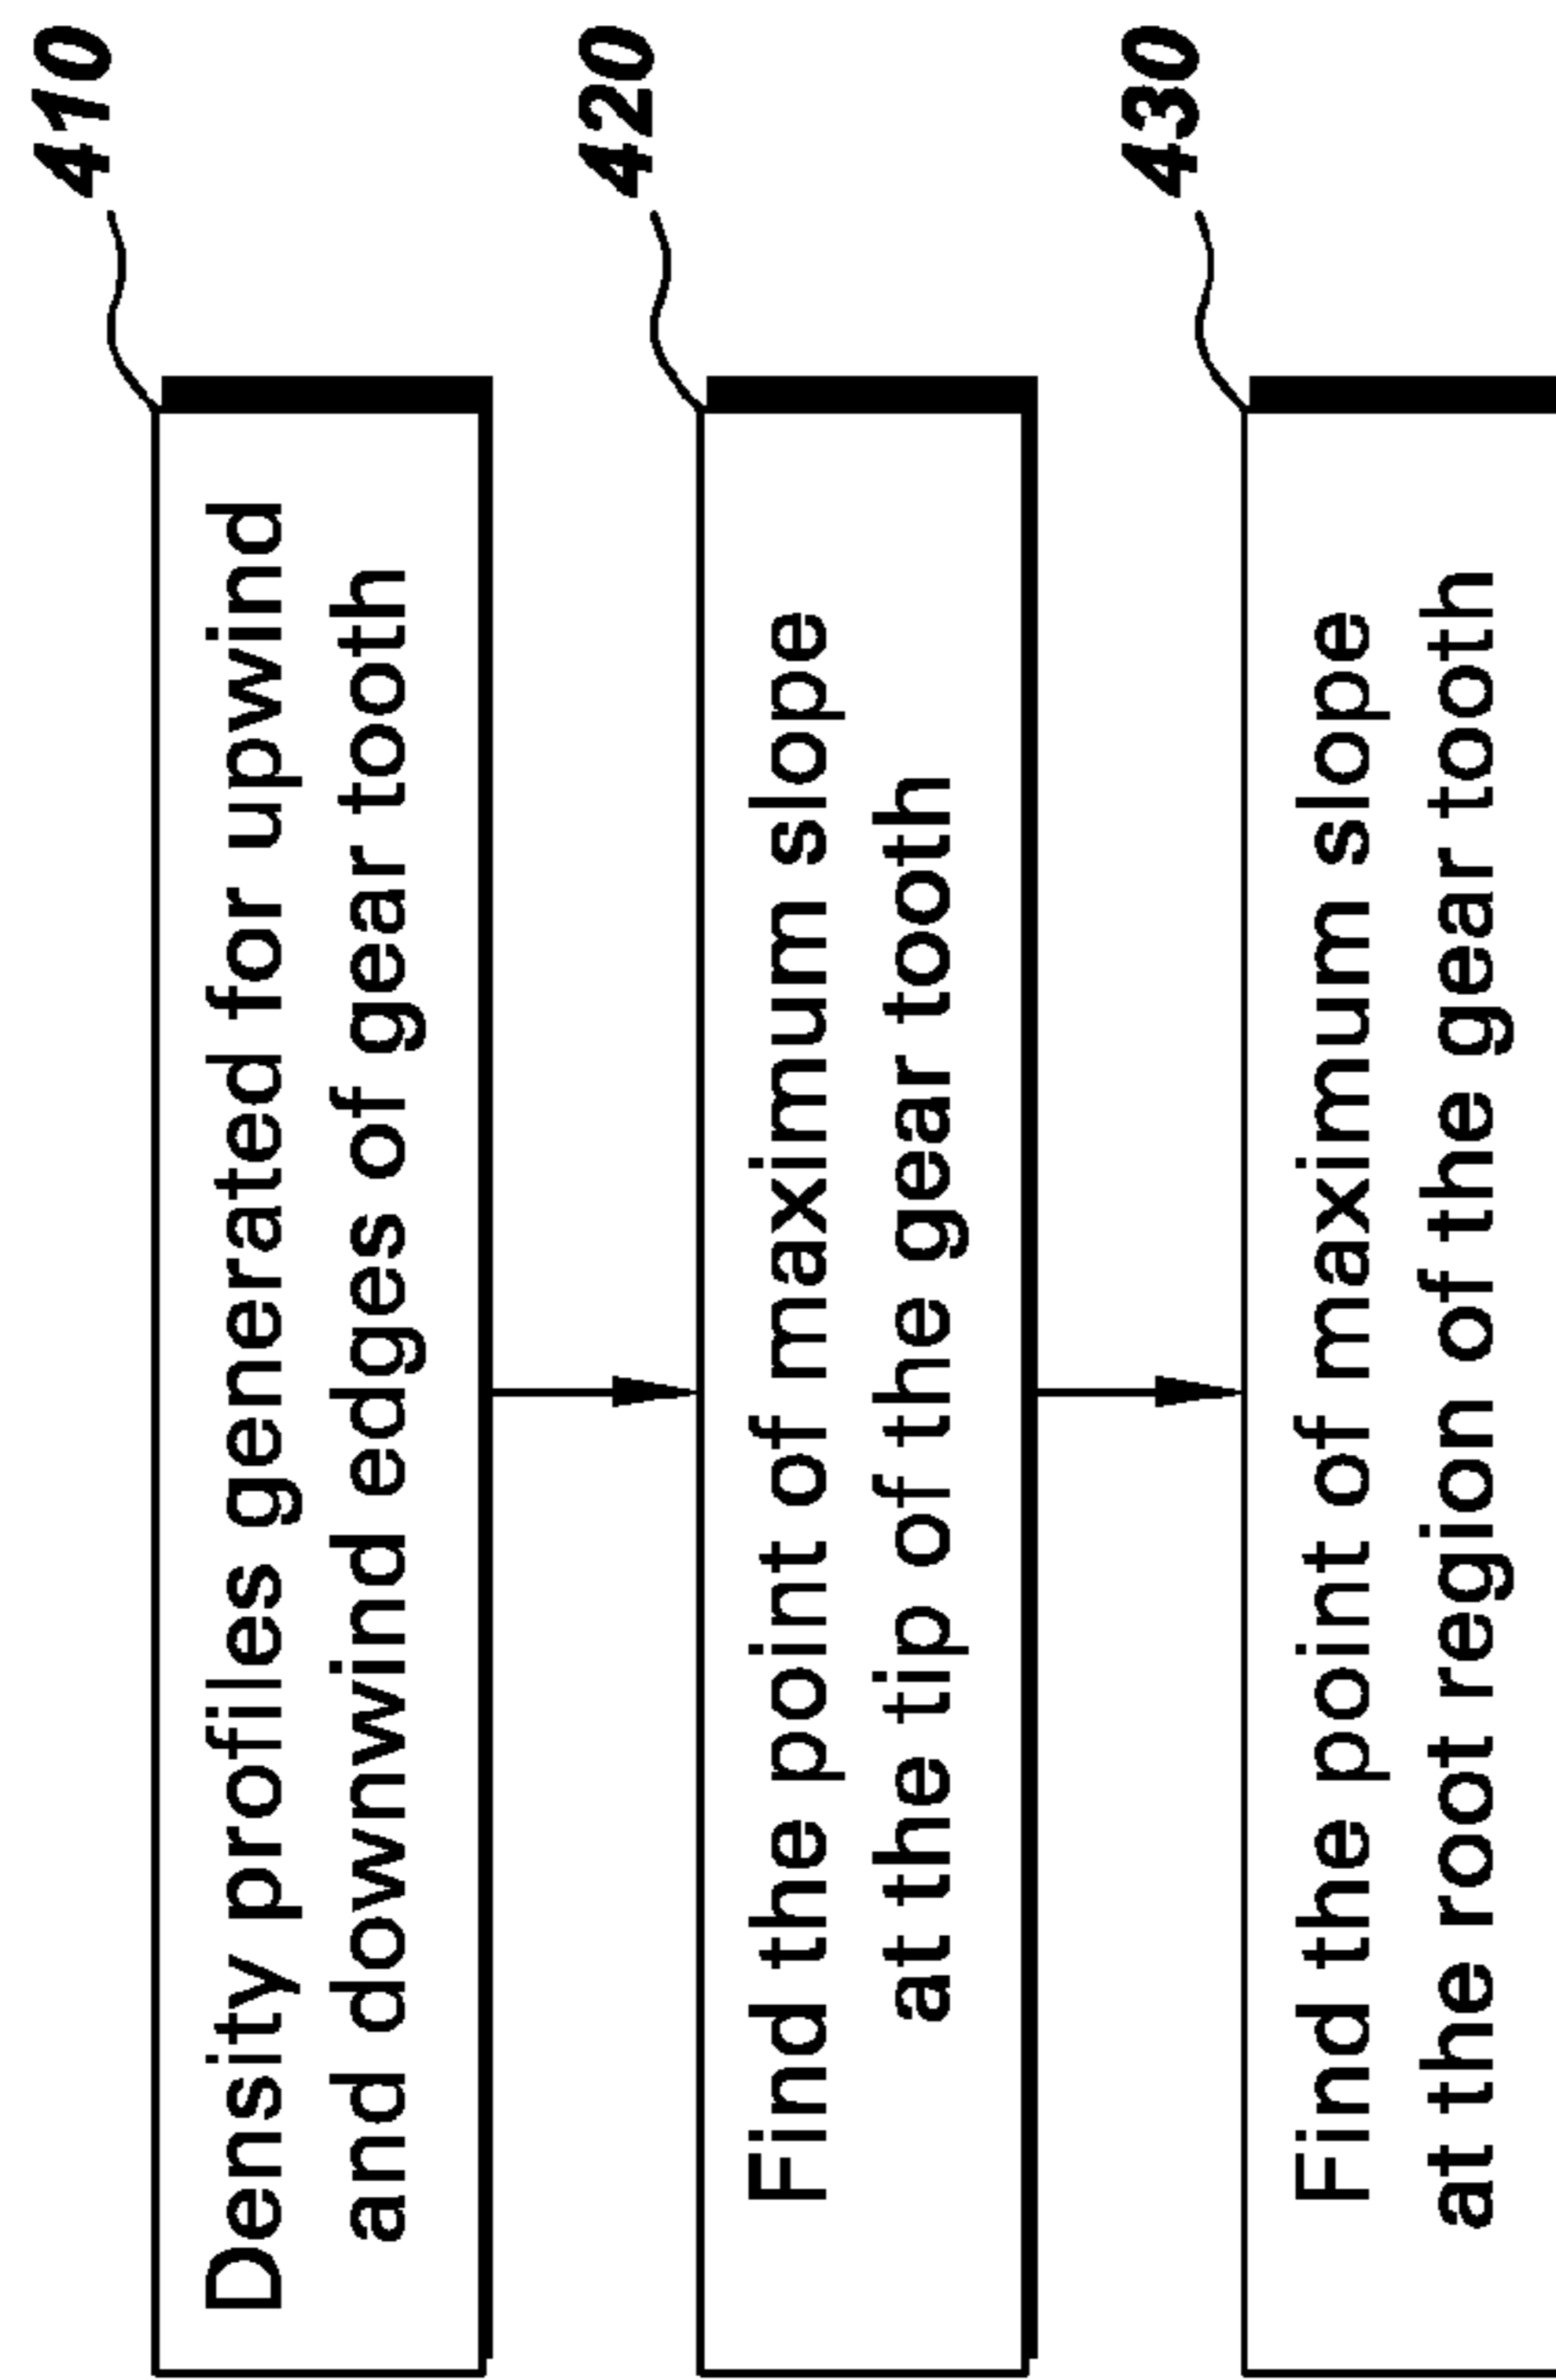 410
Density profiles generated for upwind
and downwind edges of gear tooth
420
Find the point of maximum slope
at the tip of the gear tooth
430
Find the point of maximum slope
at the root region of the gear tooth